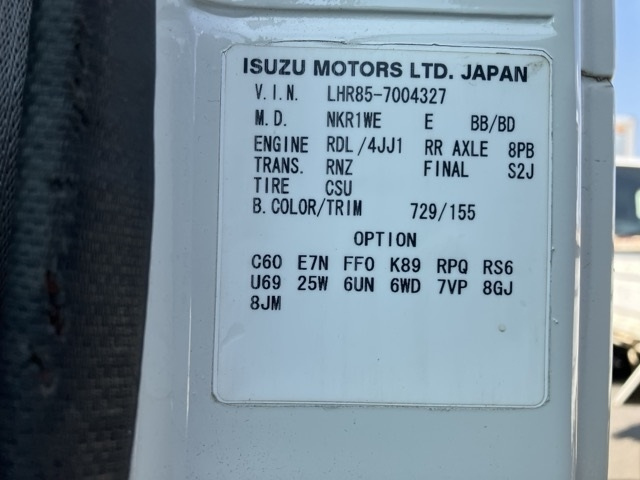 ISUZU MOTORS LTD. JAPAN
V.I.N. LHR85-7004327
M.D. NKR1WE E BB/BD
ENGINE RDL/4JJ1 RR AXLE 8PB
TRANS. RNZ FINAL S2J
TIRE CSU
B.COLOR/TRIM 729/155
OPTION
C60 E7N FF0 K89 RPQ RS6
U69 25W 6UN 6WD 7VP 8GJ
8JM